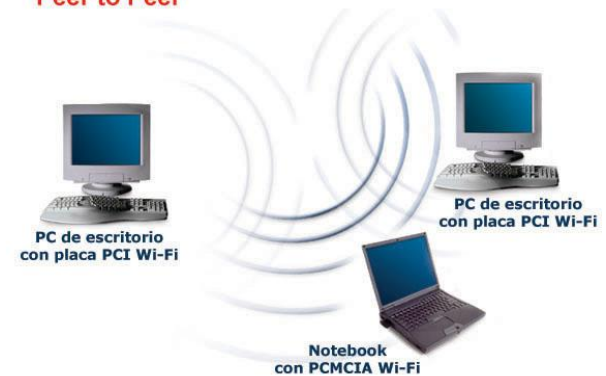 Peer to Peer
PC de escritorio
con placa PCI Wi-Fi
PC de escritorio
con placa PCI Wi-Fi
Notebook
con PCMCIA Wi-Fi